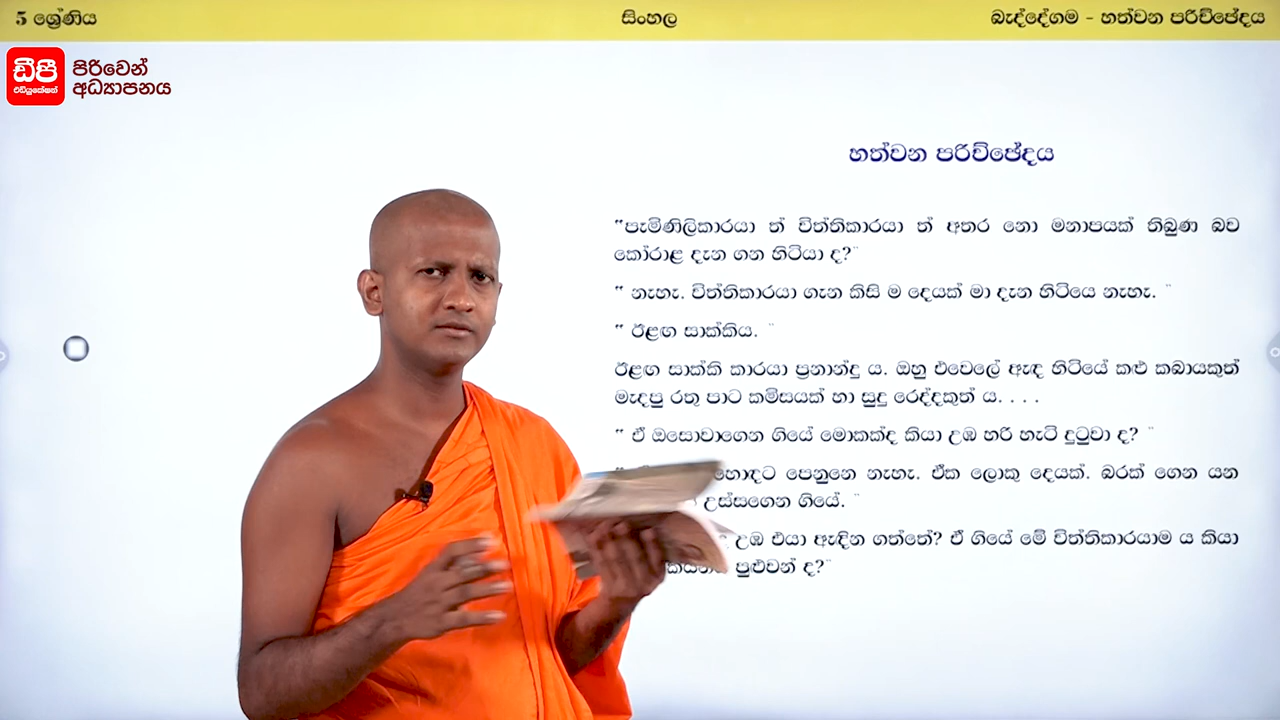 5 ශ්‍රේණිය
සිංහල
බැද්දේගම - හත්වන පරිච්ඡේදය
ඩීපී
එඩියුකේෂන්
පිරිවෙන්
අධ්‍යාපනය
හත්වන පරිච්ඡේදය
“පැමිණිලිකාරයා ත් විත්තිකාරයා ත් අතර නො මනාපයක් තිබුණ බව
කෝරාළ දැන ගන හිටියා ද?”
“ නැහැ. විත්තිකාරයා ගැන කිසි ම දෙයක් මා දැන හිටියෙ නැහැ. ”
“ ඊළඟ සාක්කිය. ”
ඊළඟ සාක්කි කාරයා ප්‍රනාන්දු ය. ඔහු එවෙලේ ඇඳ හිටියේ කළු කබායකුත්
මැදපු රතු පාට කමිසයක් හා සුදු රෙද්දකුත් ය. . . .
“ ඒ ඔසොවාගෙන ගියේ මොකක්ද කියා උඹ හරි හැටි දුටුවා ද? ”
හොඳට පෙනුනෙ නැහැ. ඒක ලොකු දෙයක්. බරක් ගෙන යන
උස්සගෙන ගියේ. ”
උඹ එයා ඇඳින ගත්තේ? ඒ ගියේ මේ විත්තිකාරයාම ය කියා
පුළුවන් ද?”